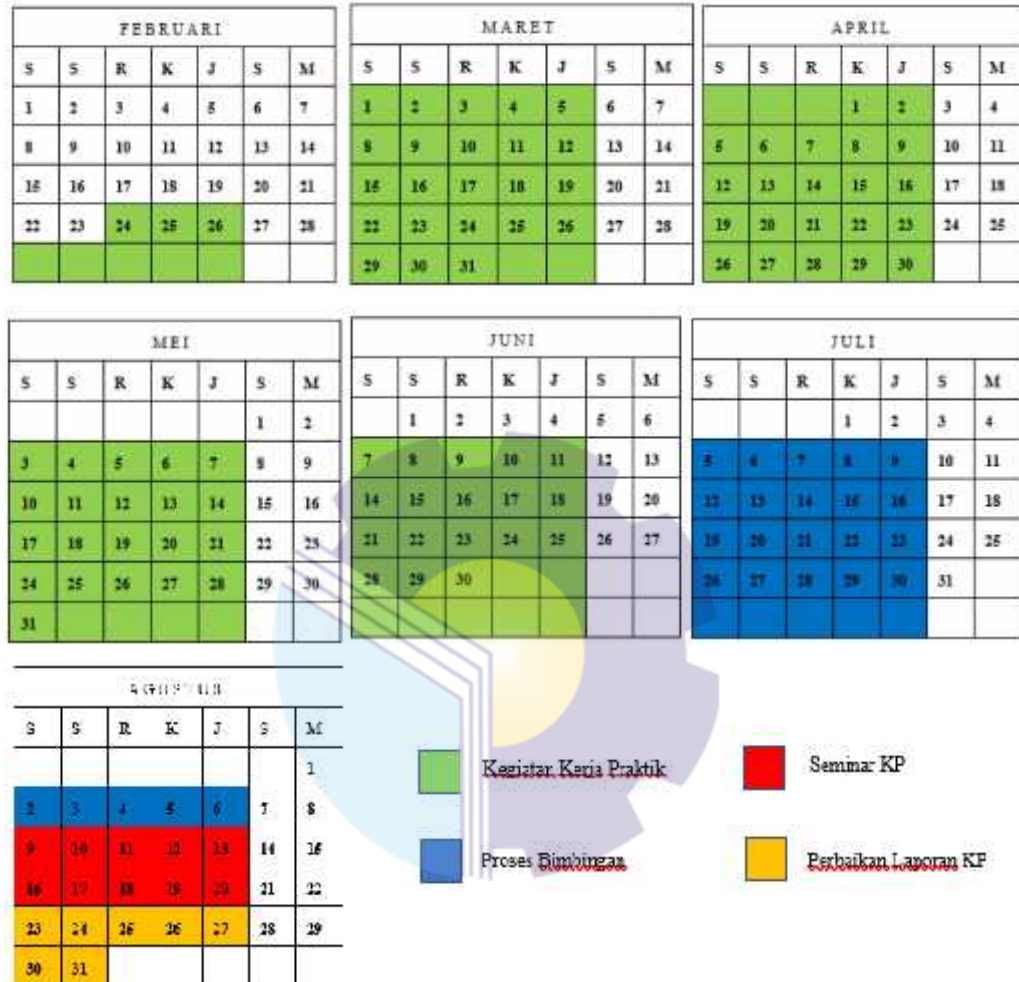 FEBRUARI
S S R K J S M
1 2 3 4 5 6 7
8 9 10 11 12 13 14
15 16 17 18 19 20 21
22 23 24 25 26 27 28
MARET
S S R K J S M
1 2 3 4 5 6 7
8 9 10 11 12 13 14
15 16 17 18 19 20 21
22 23 24 25 26 27 28
29 30 31
APRIL
S S R K J S M
1 2 3 4
5 6 7 8 9 10 11
12 13 14 15 16 17 18
19 20 21 22 23 24 25
26 27 28 29 30
MEI
S S R K J S M
1 2
3 4 5 6 7 8 9
10 11 12 13 14 15 16
17 18 19 20 21 22 23
24 25 26 27 28 29 30
31
JUNI
S S R K J S M
1 2 3 4 5 6
7 8 9 10 11 12 13
14 15 16 17 18 19 20
21 22 23 24 25 26 27
28 29 30
JULI
S S R K J S M
1 2 3 4
5 6 7 8 9 10 11
12 13 14 15 16 17 18
19 20 21 22 23 24 25
26 27 28 29 30 31
AGUSTUS
S S R K J S M
1
2 3 4 5 6 7 8
9 10 11 12 13 14 15
16 17 18 19 20 21 22
23 24 25 26 27 28 29
30 31
Kegiatan Kerja Praktik
Seminar KP
Proses Bimbingan
Perbaikan Laporan KP